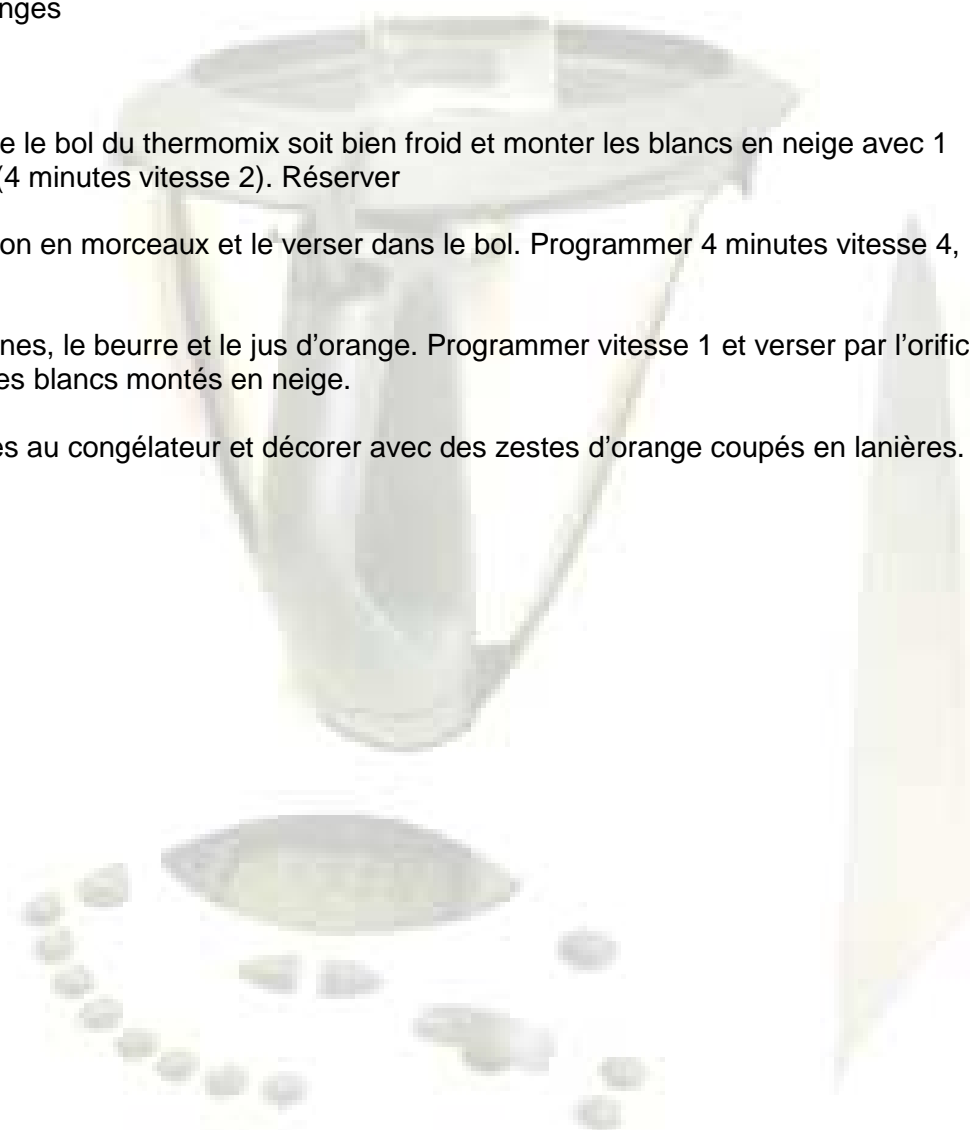 nges
e le bol du thermomix soit bien froid et monter les blancs en neige avec 1
(4 minutes vitesse 2). Réserver
on en morceaux et le verser dans le bol. Programmer 4 minutes vitesse 4,
nes, le beurre et le jus d’orange. Programmer vitesse 1 et verser par l’orific
es blancs montés en neige.
es au congélateur et décorer avec des zestes d’orange coupés en lanières.